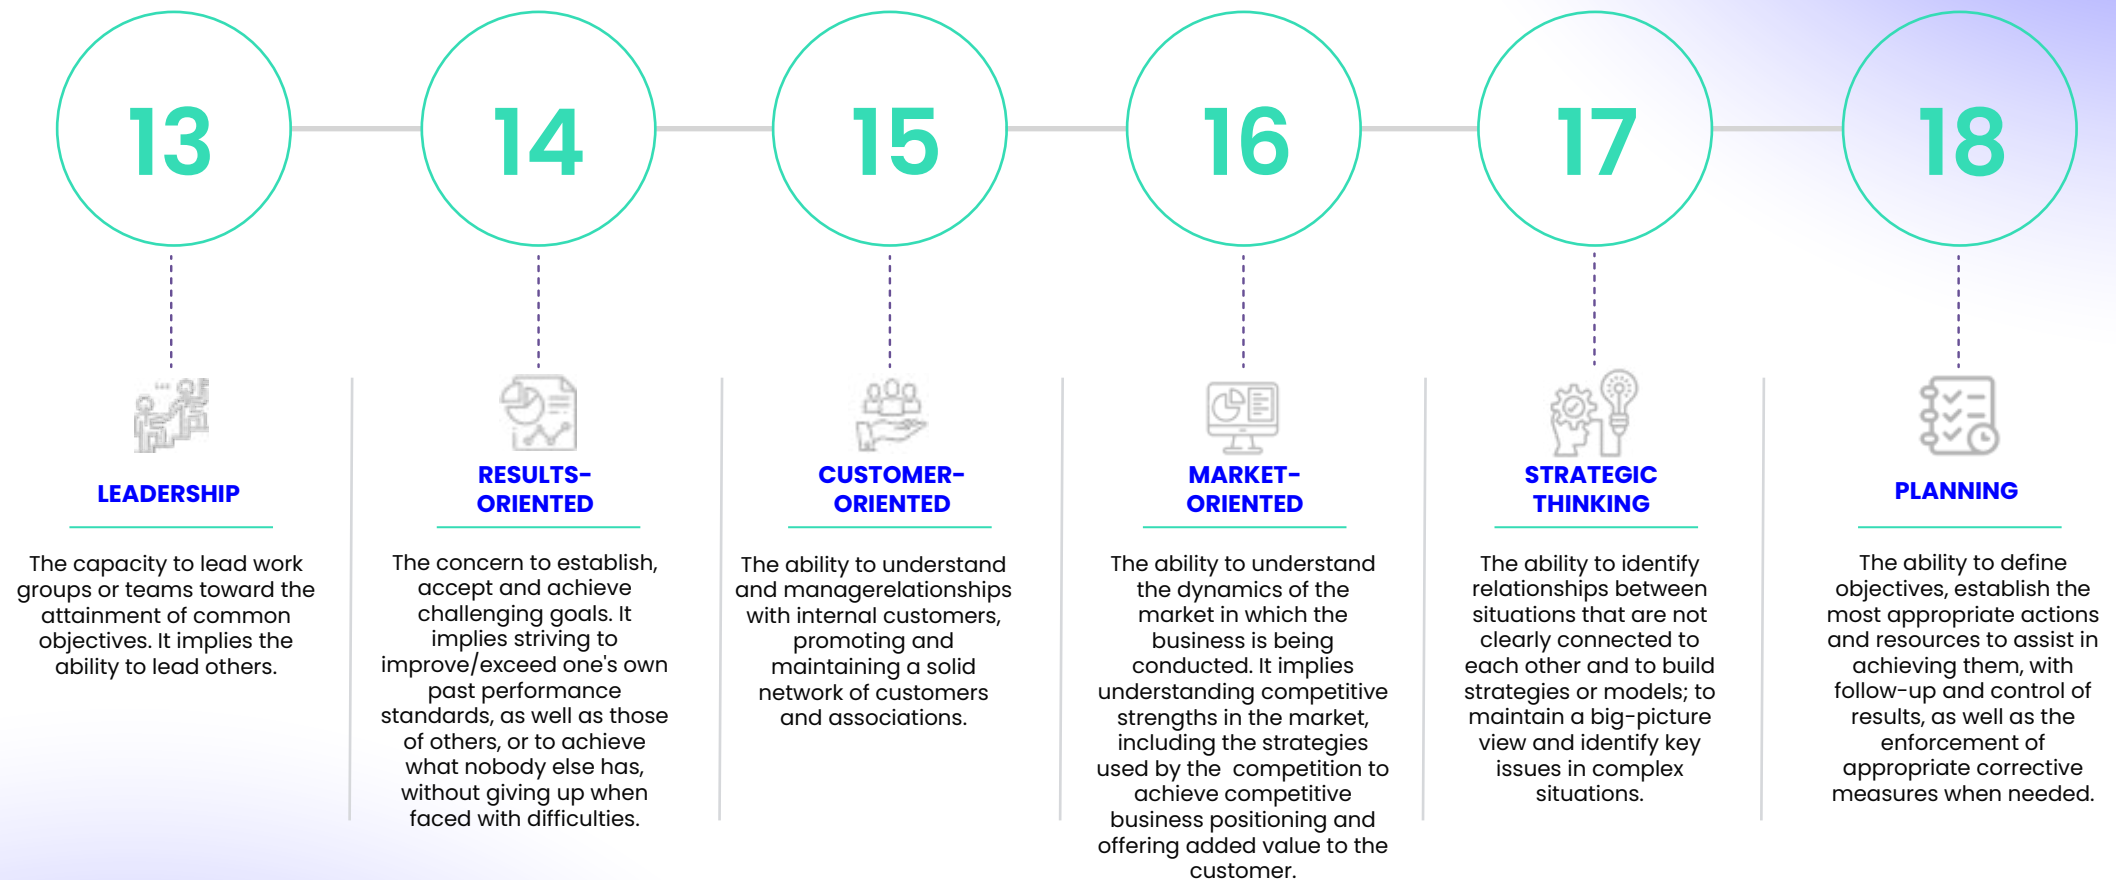 13
14
15
16
17
18
LEADERSHIP
The capacity to lead work
groups or teams toward the
attainment of common
objectives. It implies the
ability to lead others.
RESULTS-
ORIENTED
The concern to establish,
accept and achieve
challenging goals. It
implies striving to
improve/exceed one's own
past performance
standards, as well as those
of others, or to achieve
what nobody else has,
without giving up when
faced with difficulties.
CUSTOMER-
ORIENTED
The ability to understand
and managerelationships
with internal customers,
promoting and
maintaining a solid
network of customers
and associations.
MARKET-
ORIENTED
The ability to understand
the dynamics of the
market in which the
business is being
conducted. It implies
understanding competitive
strengths in the market,
including the strategies
used by the  competition to
achieve competitive
business positioning and
offering added value to the
customer.
STRATEGIC
THINKING
The ability to identify
relationships between
situations that are not
clearly connected to
each other and to build
strategies or models; to
maintain a big-picture
view and identify key
issues in complex
situations.
PLANNING
The ability to define
objectives, establish the
most appropriate actions
and resources to assist in
achieving them, with
follow-up and control of
results, as well as the
enforcement of
appropriate corrective
measures when needed.